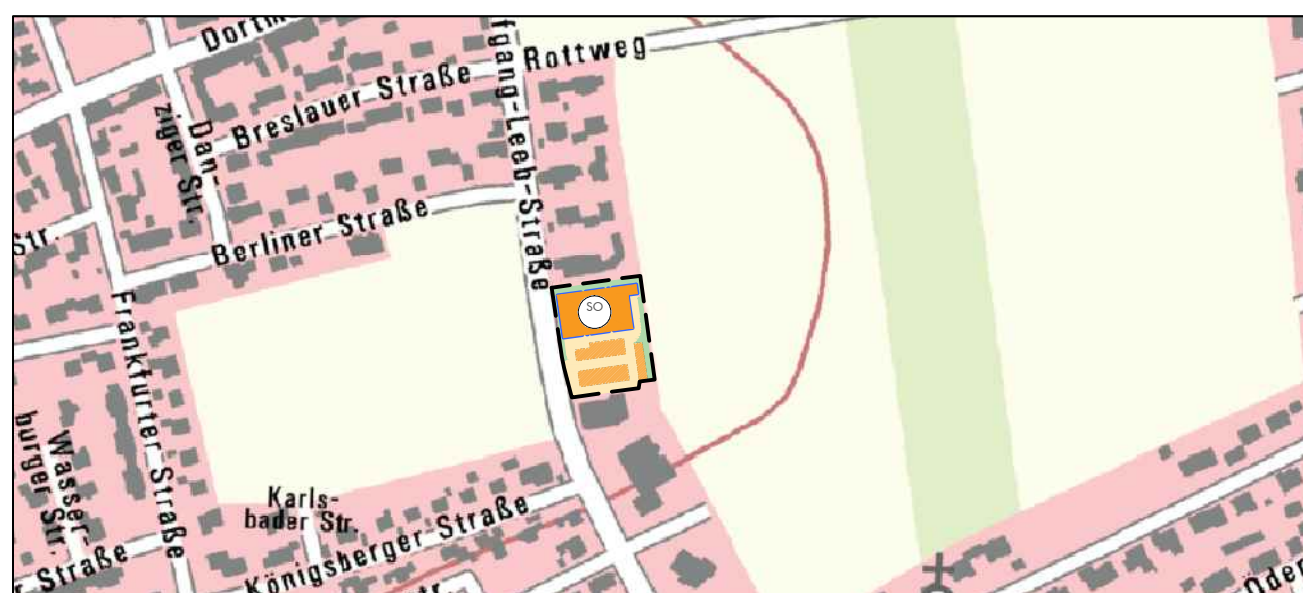 Dortm
fgang-Leeb-Straße
Rottweg
Breslauer Straße
Dan-
ziger Str.
Str.
Berliner Straße
SO
Frankfurter Straße
Wasser-
burger Str.
Karls-
bader Str.
Königsberger-Straße
r Straße
tr.
Oder